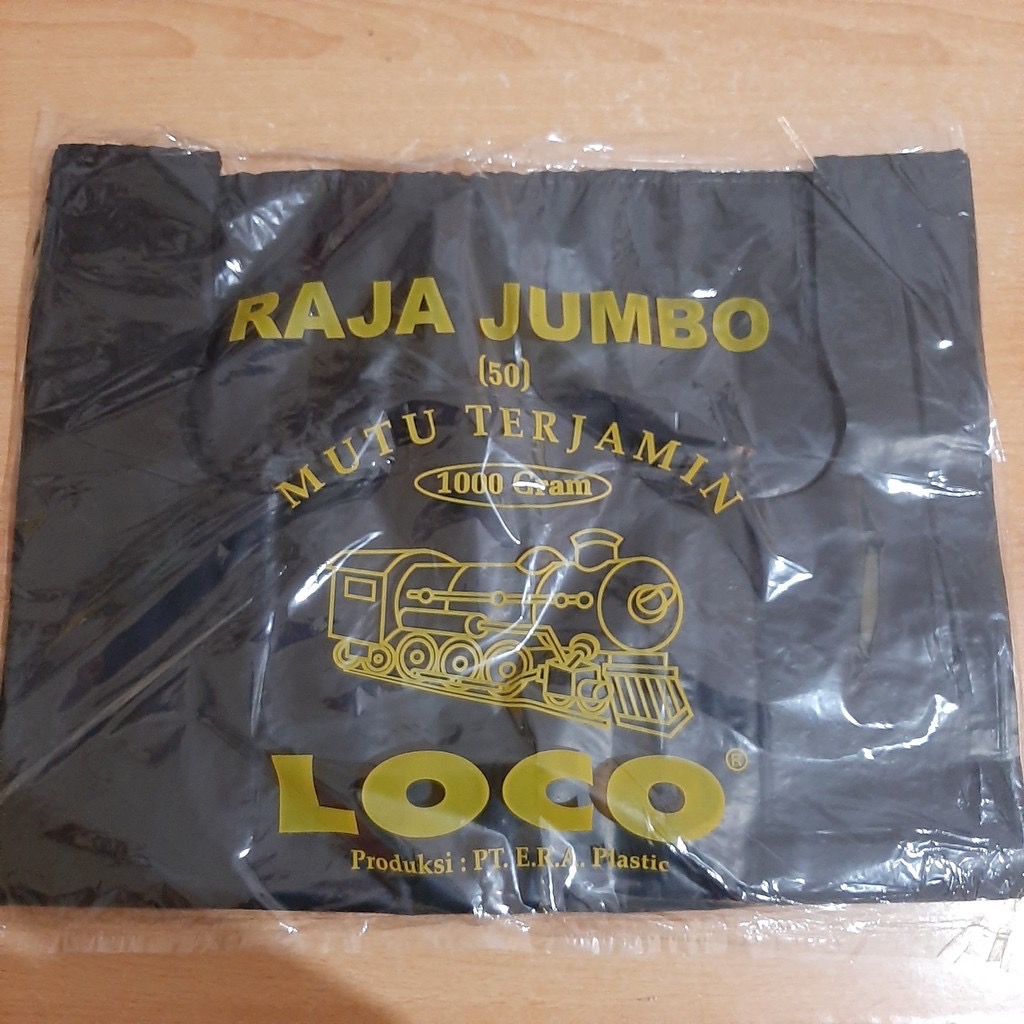 RAJA JUMBO
(50)
MUTU TERJAMIN
1000 Gram
LOCO ®
Produksi : PT. E.R.A. Plastic